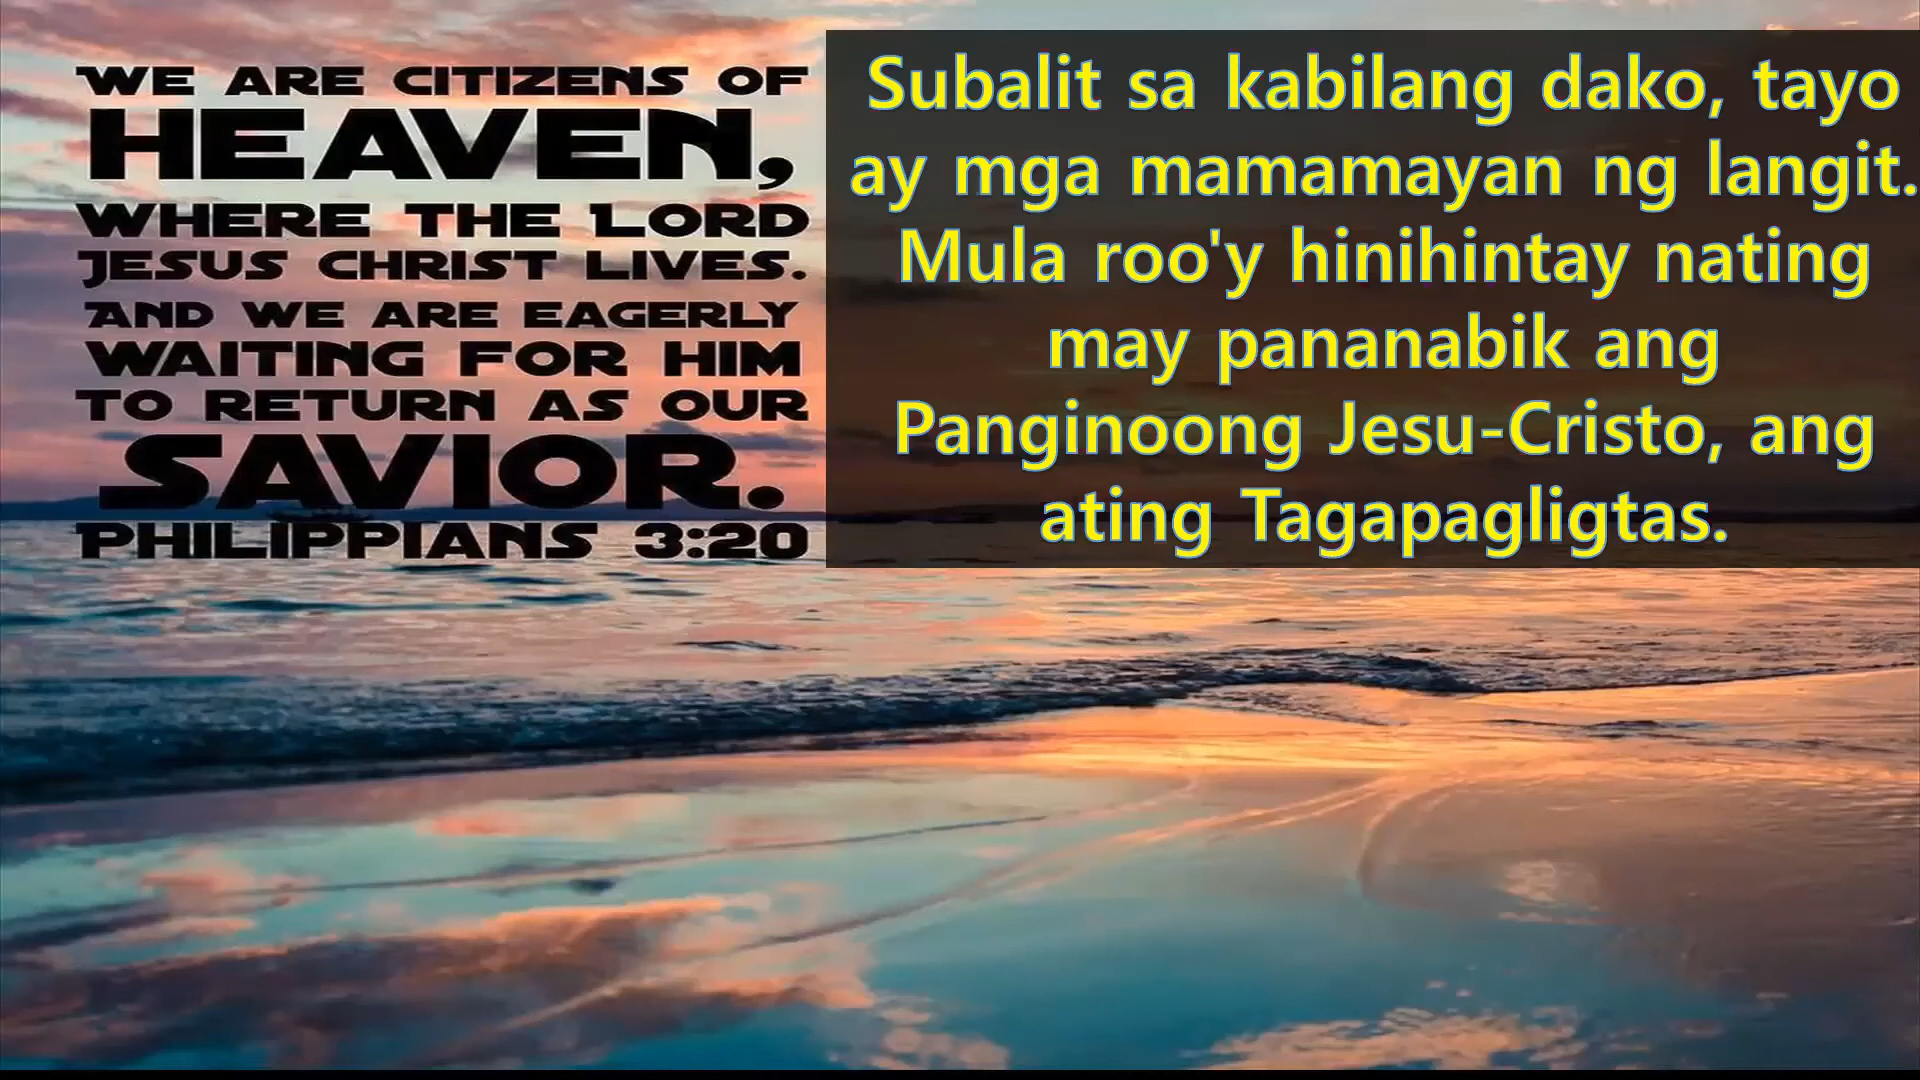 WE ARE CITIZENS OF
HEAVEN,
WHERE THE LORD
JESUS CHRIST LIVES.
AND WE ARE EAGERLY
WAITING FOR HIM
TO RETURN AS OUR
SAVIOR.
PHILIPPIANS 3:20
Subalit sa kabilang dako, tayo
ay mga mamamayan ng langit.
Mula roo'y hinihintay nating
may pananabik ang
Panginoong Jesu-Cristo, ang
ating Tagapagligtas.